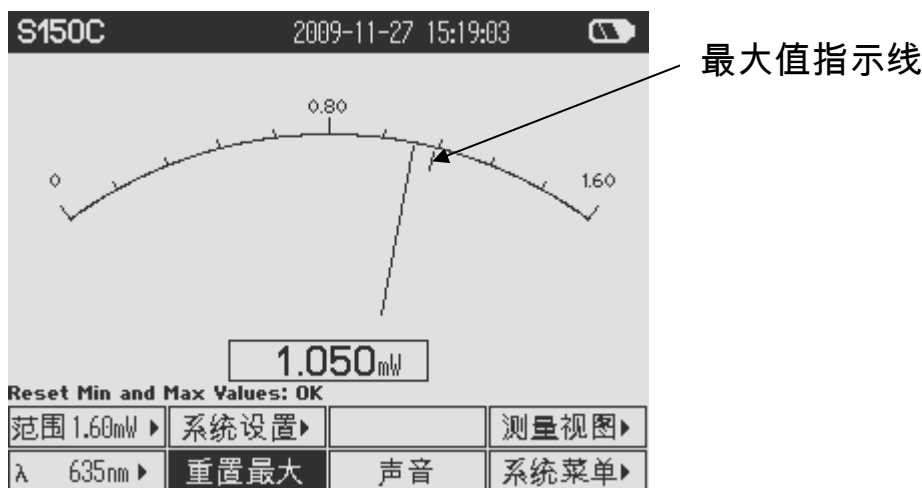 S150C 2009-11-27 15:19:03
最大值指示线
0.80
0 1.60
1.050mW
Reset Min and Max Values: OK
范围1.60mW 系统设置 测量视图
λ 635nm 重置最大 声音 系统菜单